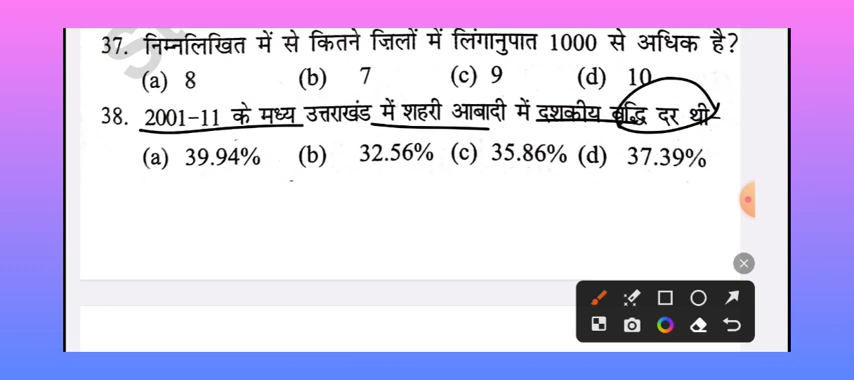 37. निम्नलिखित में से कितने ज़िलों में लिंगानुपात 1000 से अधिक है?
(a) 8 (b) 7 (c) 9 (d) 10
38. 2001-11 के मध्य उत्तराखंड में शहरी आबादी में दशकीय वृद्धि दर थी
(a) 39.94% (b) 32.56% (c) 35.86% (d) 37.39%